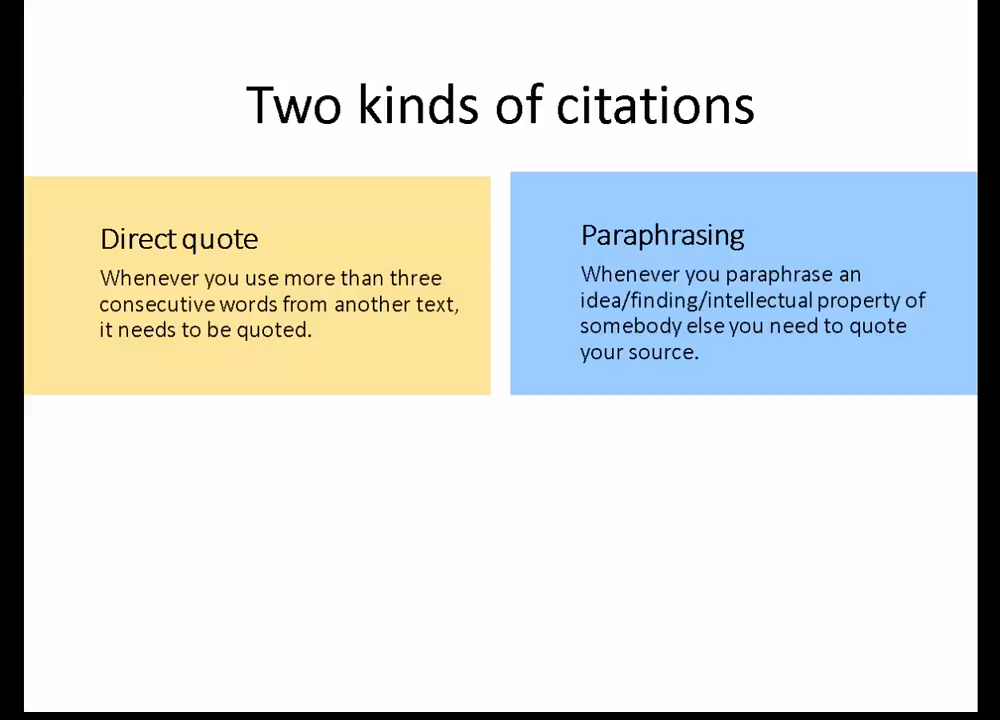 Two kinds of citations
Direct quote
Whenever you use more than three
consecutive words from another text,
it needs to be quoted.
Paraphrasing
Whenever you paraphrase an
idea/finding/intellectual property of
somebody else you need to quote
your source.